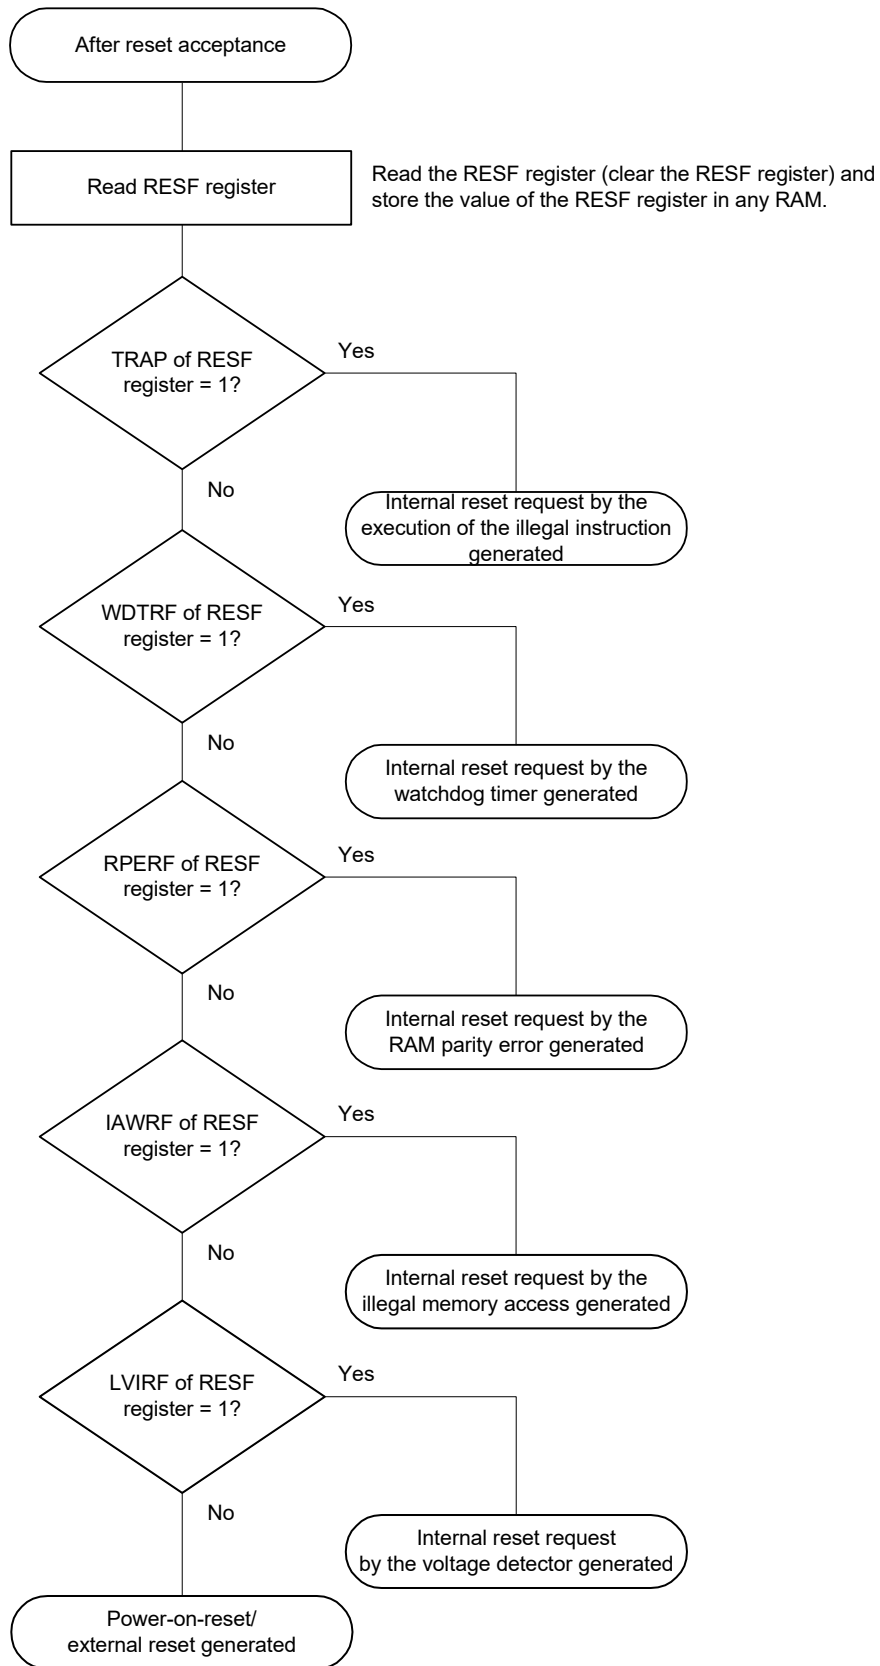 After reset acceptance
Read RESF register
Read the RESF register (clear the RESF register) and
store the value of the RESF register in any RAM.
TRAP of RESF
register = 1?
Yes
No
Internal reset request by the
execution of the illegal instruction
generated
WDTRF of RESF
register = 1?
Yes
No
Internal reset request by the
watchdog timer generated
RPERF of RESF
register = 1?
Yes
No
Internal reset request by the
RAM parity error generated
IAWRF of RESF
register = 1?
Yes
No
Internal reset request by the
illegal memory access generated
LVIRF of RESF
register = 1?
Yes
No
Internal reset request
by the voltage detector generated
Power-on-reset/
external reset generated